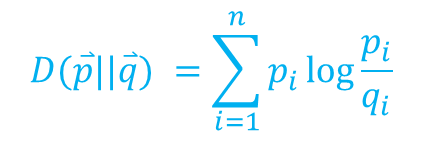 D(p⃗||q⃗) = ∑_{i=1}^{n} p_i log p_i/q_i